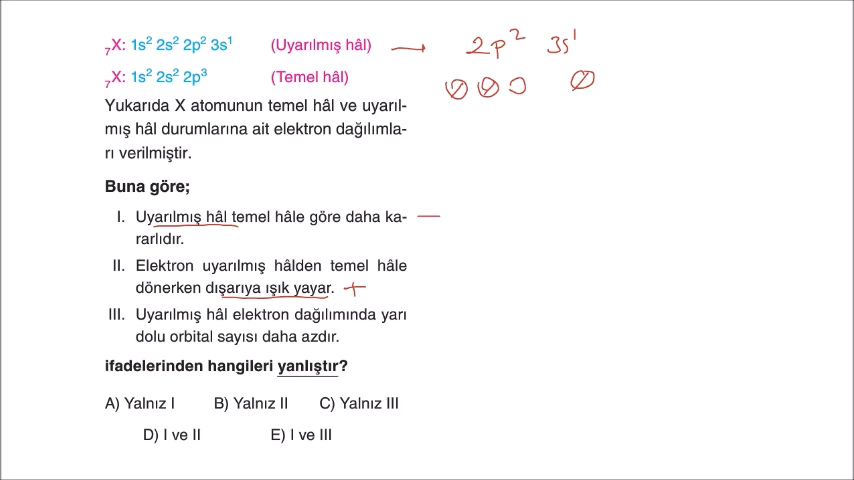 ₇X: 1s² 2s² 2p² 3s¹ (Uyarılmış hâl) → 2p² 3s¹
₇X: 1s² 2s² 2p³ (Temel hâl)
Yukarıda X atomunun temel hâl ve uyarıl-
mış hâl durumlarına ait elektron dağılımla-
rı verilmiştir.
Buna göre;
I. Uyarılmış hâl temel hâle göre daha ka-
rarlıdır.
II. Elektron uyarılmış hâlden temel hâle
dönerken dışarıya ışık yayar. +
III. Uyarılmış hâl elektron dağılımında yarı
dolu orbital sayısı daha azdır.
ifadelerinden hangileri yanlıştır?
A) Yalnız I B) Yalnız II C) Yalnız III
D) I ve II E) I ve III